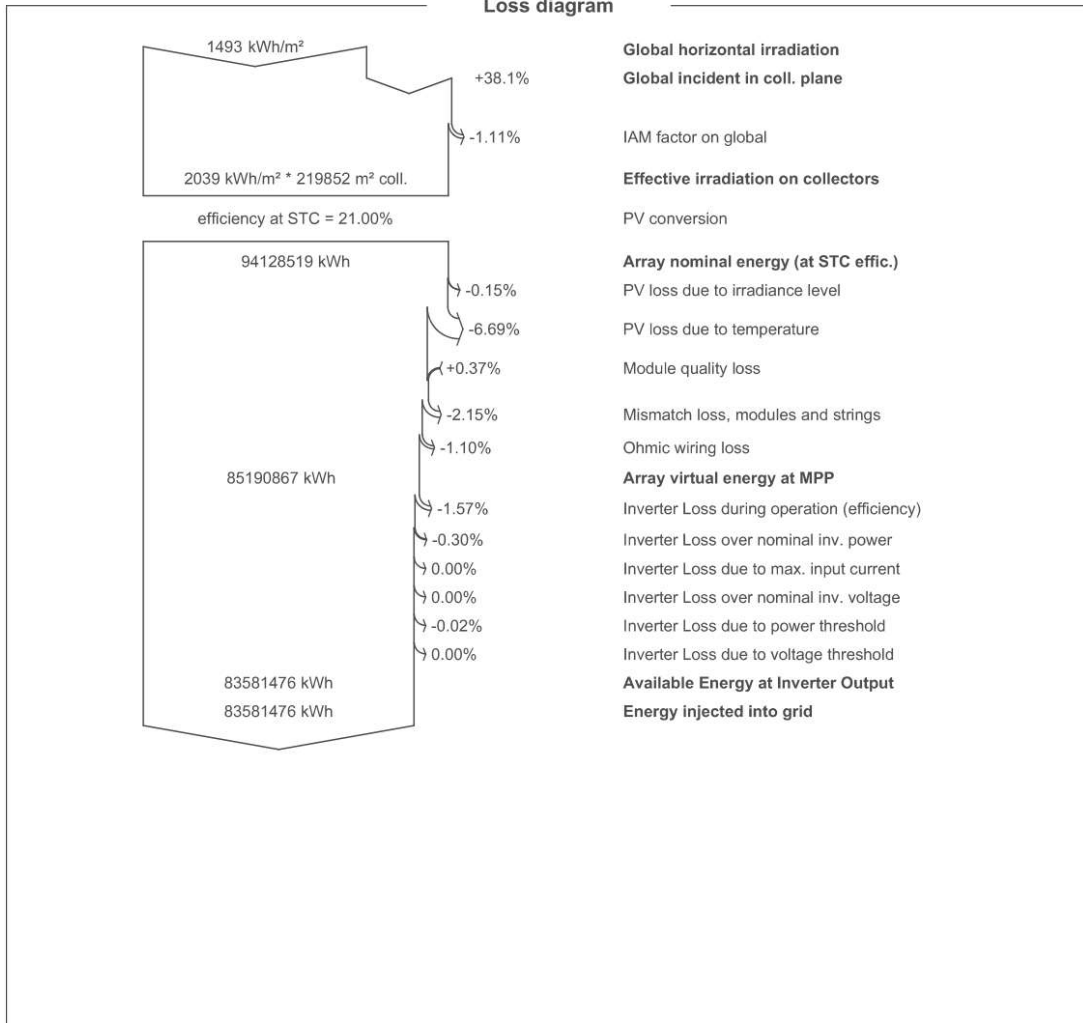 Loss diagram
1493 kWh/m² Global horizontal irradiation
+38.1% Global incident in coll. plane
-1.11% IAM factor on global
2039 kWh/m² * 219852 m² coll. Effective irradiation on collectors
efficiency at STC = 21.00% PV conversion
94128519 kWh Array nominal energy (at STC effic.)
-0.15% PV loss due to irradiance level
-6.69% PV loss due to temperature
+0.37% Module quality loss
-2.15% Mismatch loss, modules and strings
-1.10% Ohmic wiring loss
85190867 kWh Array virtual energy at MPP
-1.57% Inverter Loss during operation (efficiency)
-0.30% Inverter Loss over nominal inv. power
0.00% Inverter Loss due to max. input current
0.00% Inverter Loss over nominal inv. voltage
-0.02% Inverter Loss due to power threshold
0.00% Inverter Loss due to voltage threshold
83581476 kWh Available Energy at Inverter Output
83581476 kWh Energy injected into grid